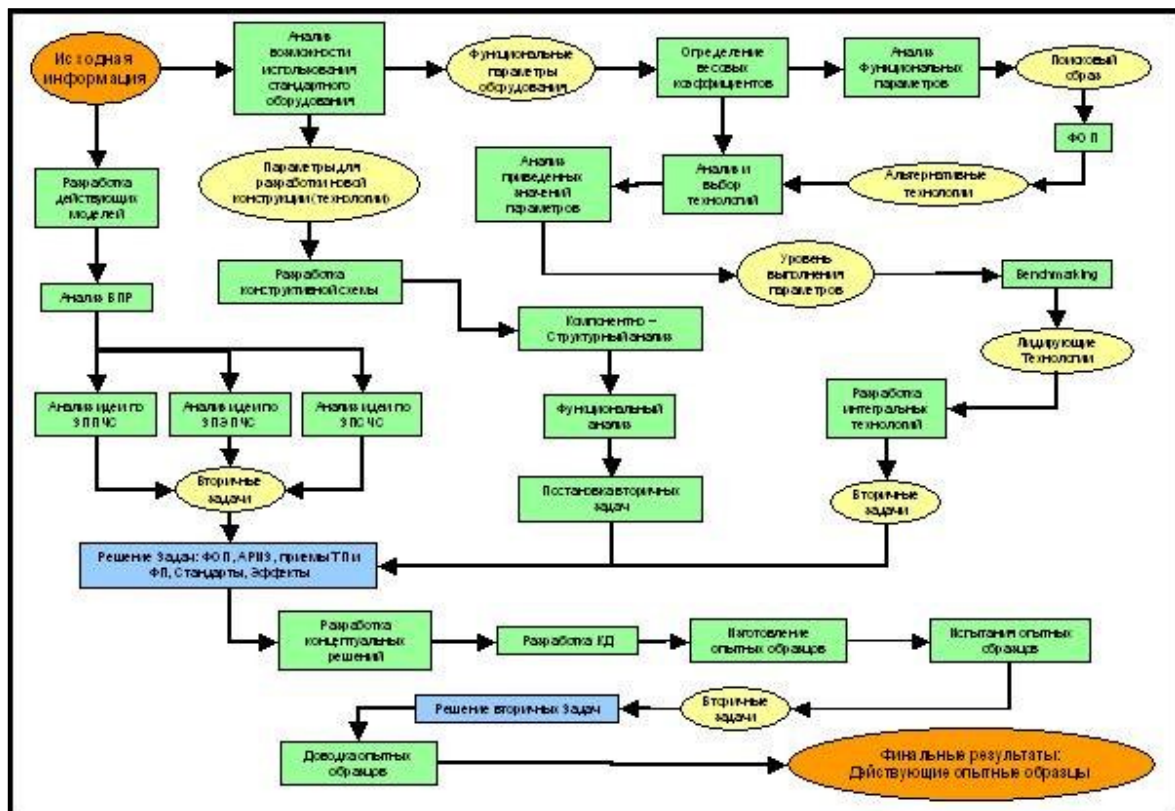 Исходная
информация
Анализ
возможности
использования
стандартного
оборудования
Функциональные
параметры
оборудования
Определение
весовых
коэффициентов
Анализ
Функциональных
параметров
Поисковый
образ
ФОП
Разработка
действующих
моделей
Параметры для
разработки новой
конструкции (технологии)
Анализ
приведенных
значений
параметров
Анализ и
выбор
технологий
Альтернативные
технологии
Анализ ВПР
Разработка
конструктивной схемы
Уровень
выполнения
параметров
Benchmarking
Компонентно –
Структурный анализ
Лидирующие
Технологии
Анализ идеи по
ЗППЧС
Анализ идеи по
ЗПЭПЧС
Анализ идеи по
ЗПСЧС
Функциональный
анализ
Разработка
интегральных
технологий
Вторичные
задачи
Постановка вторичных
задач
Вторичные
задачи
Решение Задач: ФОП, АРИЗ, приемы ТП и
ФП, Стандарты, Эффекты
Разработка
концептуальных
решений
Разработка КД
Изготовление
опытных образцов
Испытания опытных
образцов
Решение вторичных Задач
Вторичные
задачи
Доводка опытных
образцов
Финальные результаты:
Действующие опытные образцы